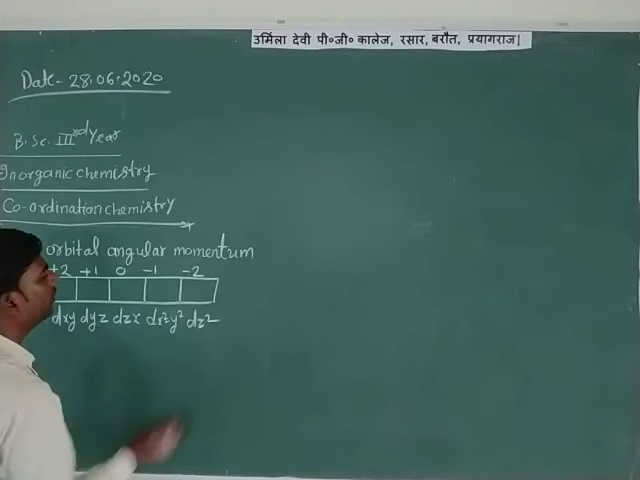 उर्मिला देवी पी०जी० कालेज, रसार, बरौत, प्रयागराज|
Date - 28.06.2020
B.Sc. IIIrd Year
Inorganic chemistry
Co-ordination chemistry
orbital angular momentum
+2 +1 0 -1 -2
dxy dyz dzx dx²-y² dz²